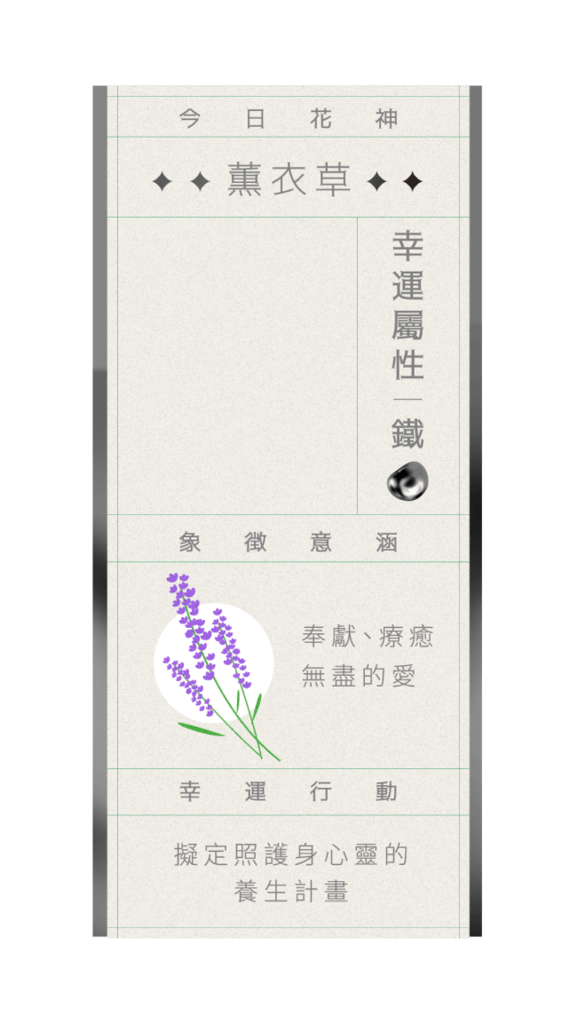 今日花神
薰衣草
幸運屬性｜鐵
象徵意涵
奉獻、療癒
無盡的愛
幸運行動
擬定照護身心靈的
養生計畫